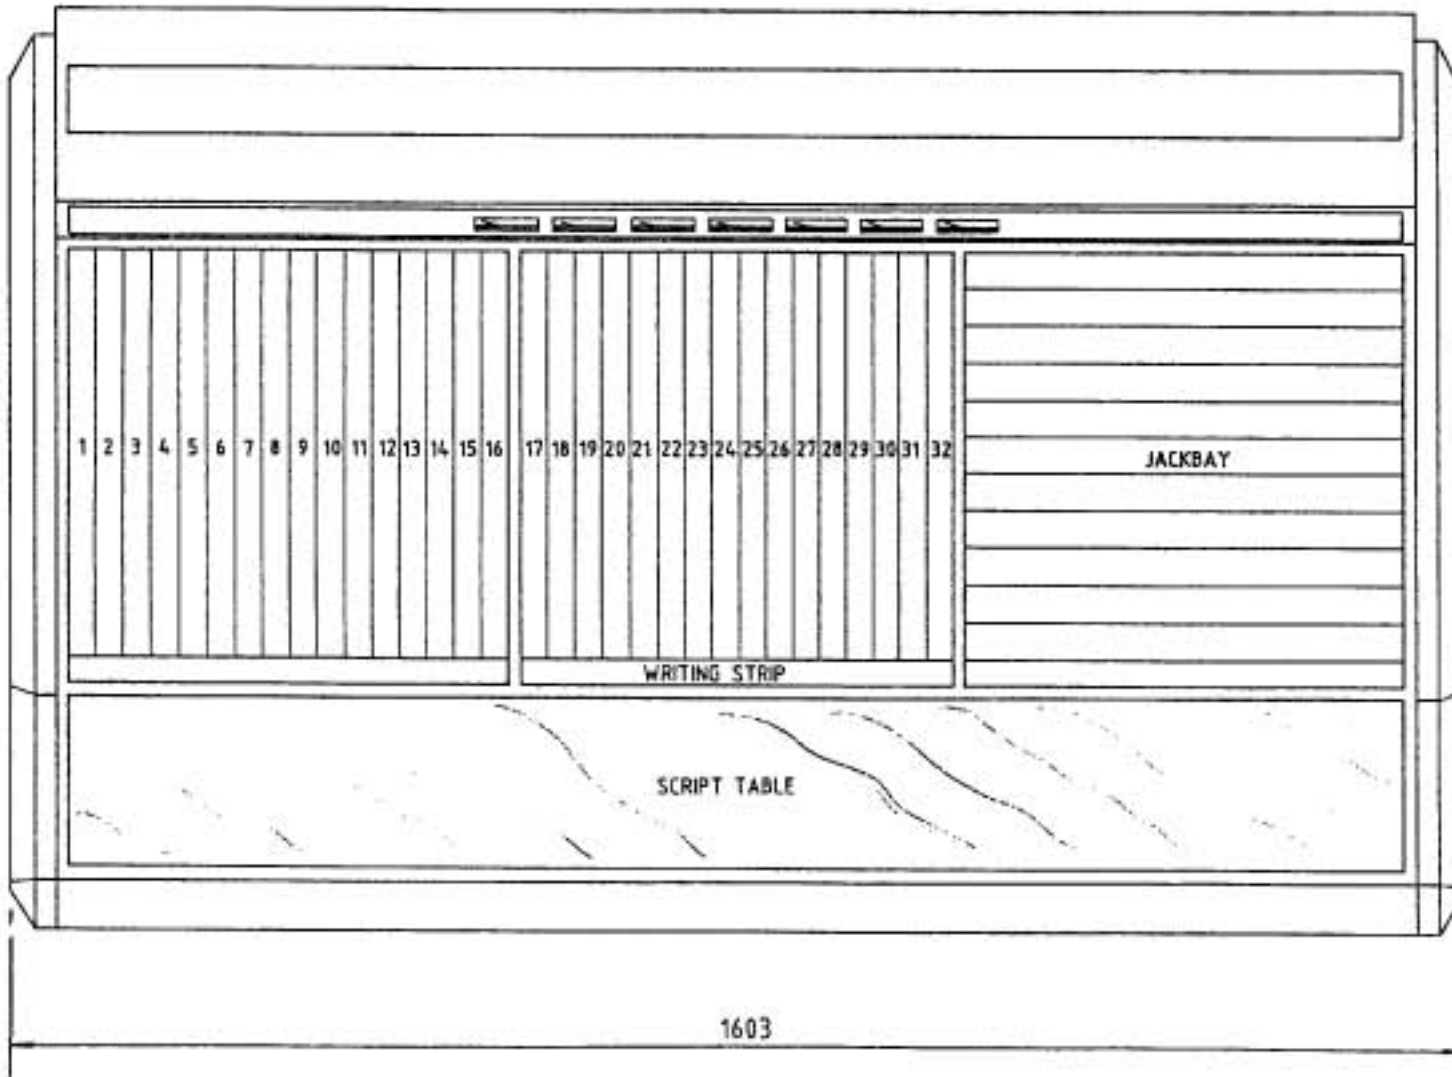 1 2 3 4 5 6 7 8 9 10 11 12 13 14 15 16 17 18 19 20 21 22 23 24 25 26 27 28 29 30 31 32
JACKBAY
WRITING STRIP
SCRIPT TABLE
1603